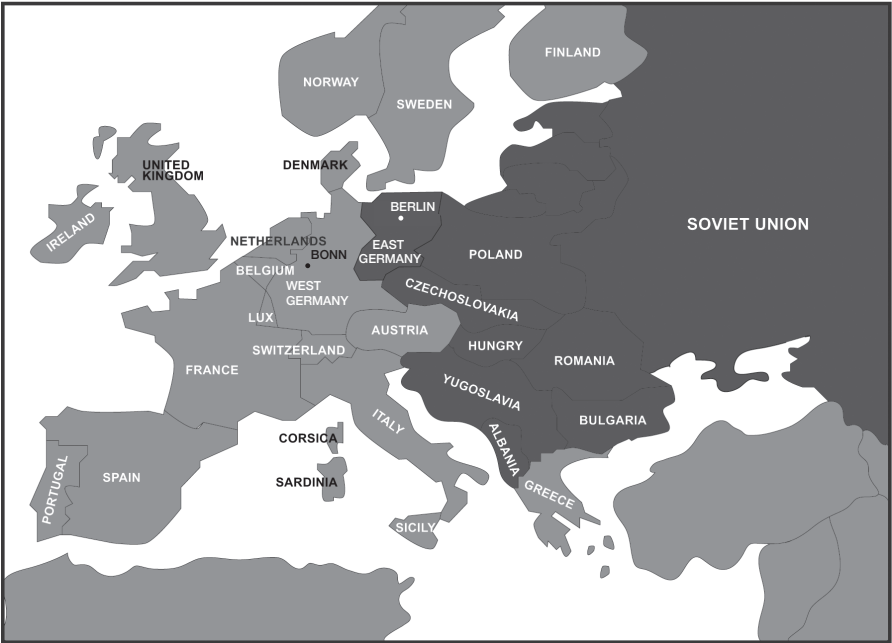 FINLAND
NORWAY
SWEDEN
UNITED
KINGDOM
DENMARK
IRELAND
BERLIN
SOVIET UNION
NETHERLANDS
BONN
EAST
GERMANY
POLAND
BELGIUM
WEST
GERMANY
CZECHOSLOVAKIA
LUX
AUSTRIA
SWITZERLAND
HUNGRY
ROMANIA
FRANCE
YUGOSLAVIA
ITALY
BULGARIA
CORSICA
ALBANIA
SPAIN
PORTUGAL
SARDINIA
GREECE
SICILY